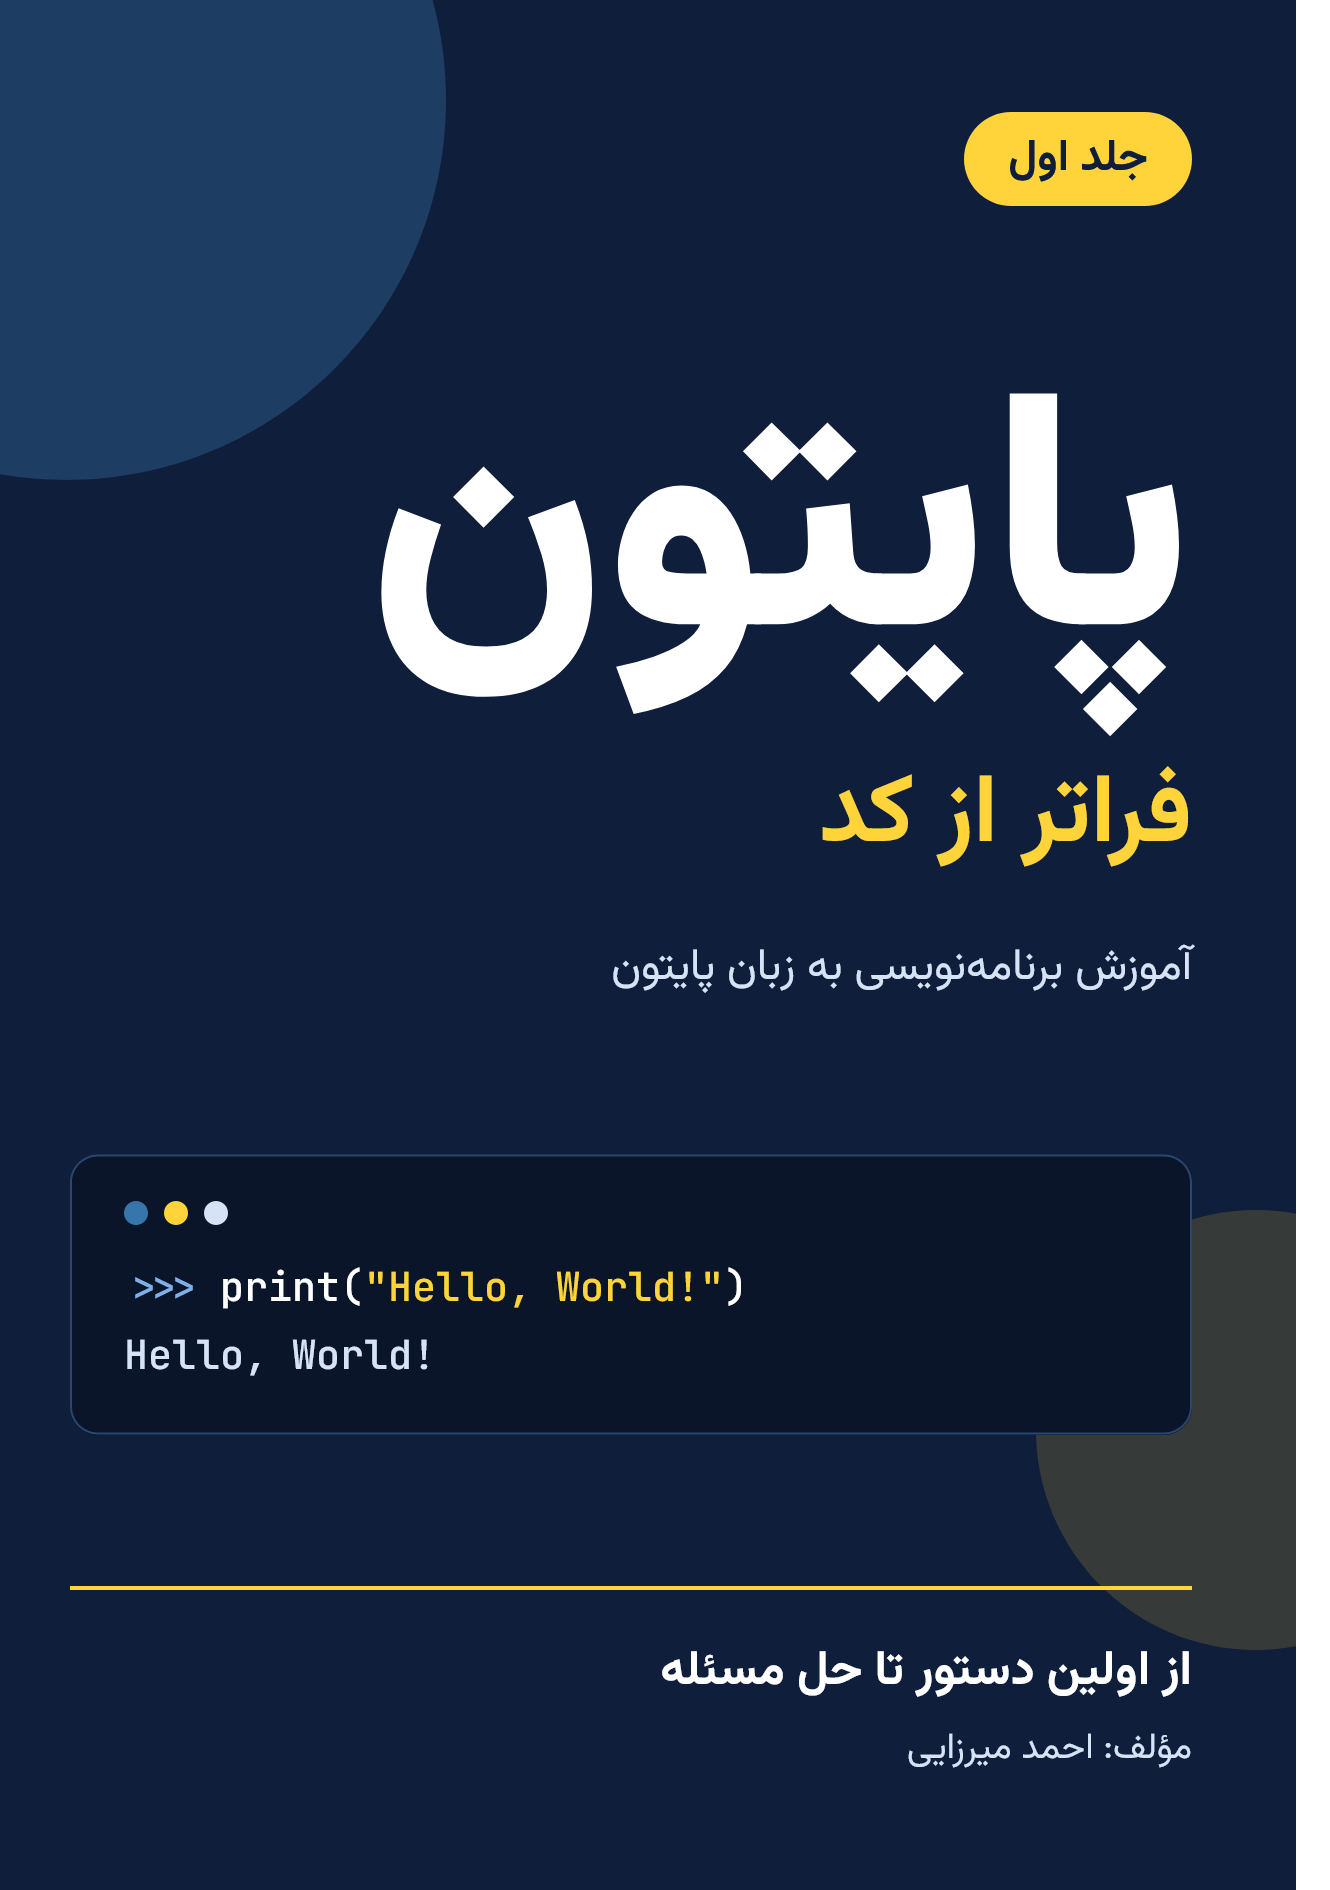 جلد اول
پایتون
فراتر از کد
آموزش برنامه‌نویسی به زبان پایتون
>>> print("Hello, World!")
Hello, World!
از اولین دستور تا حل مسئله
مؤلف: احمد میرزایی